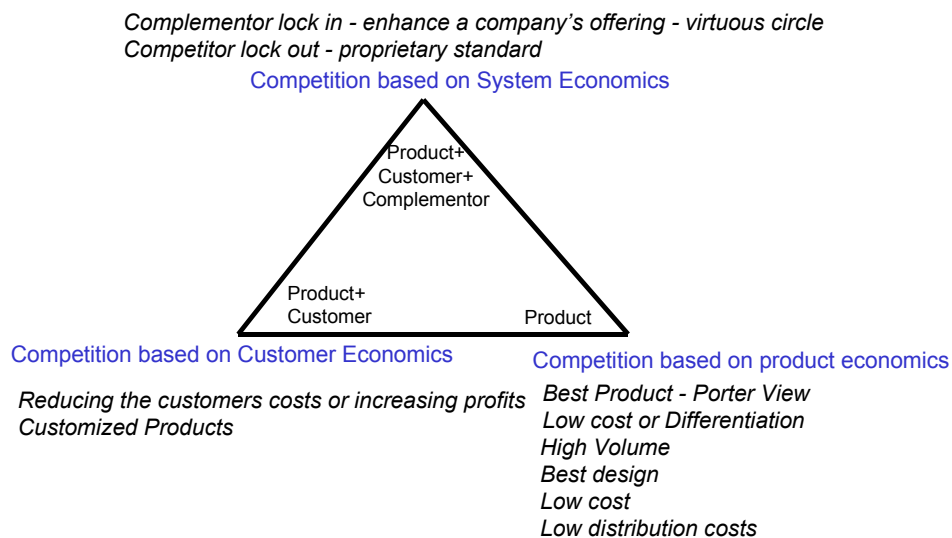 Complementor lock in - enhance a company's offering - virtuous circle
Competitor lock out - proprietary standard
Competition based on System Economics
Product+
Customer+
Complementor
Product+
Customer
Product
Competition based on Customer Economics
Reducing the customers costs or increasing profits
Customized Products
Competition based on product economics
Best Product - Porter View
Low cost or Differentiation
High Volume
Best design
Low cost
Low distribution costs